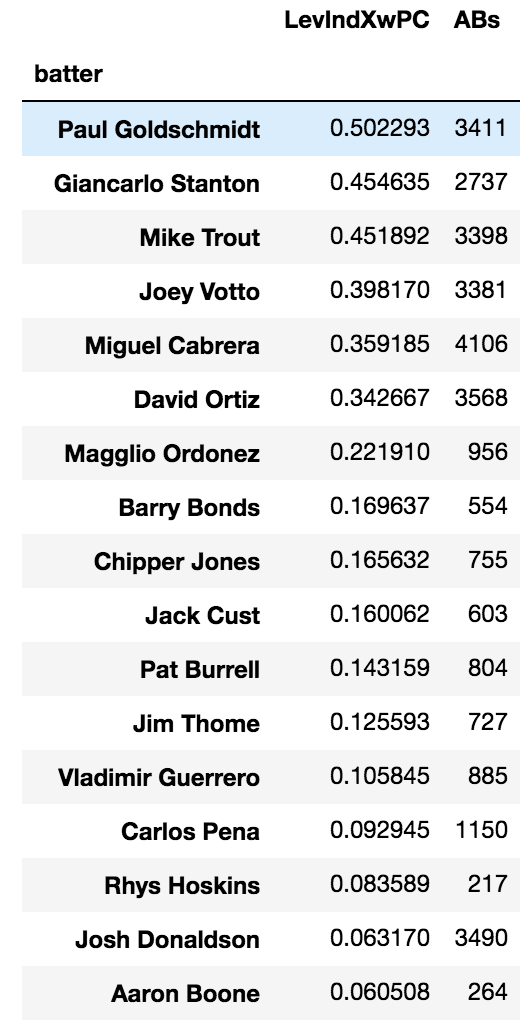 LevIndXwPC ABs
batter
Paul Goldschmidt 0.502293 3411
Giancarlo Stanton 0.454635 2737
Mike Trout 0.451892 3398
Joey Votto 0.398170 3381
Miguel Cabrera 0.359185 4106
David Ortiz 0.342667 3568
Magglio Ordonez 0.221910 956
Barry Bonds 0.169637 554
Chipper Jones 0.165632 755
Jack Cust 0.160062 603
Pat Burrell 0.143159 804
Jim Thome 0.125593 727
Vladimir Guerrero 0.105845 885
Carlos Pena 0.092945 1150
Rhys Hoskins 0.083589 217
Josh Donaldson 0.063170 3490
Aaron Boone 0.060508 264